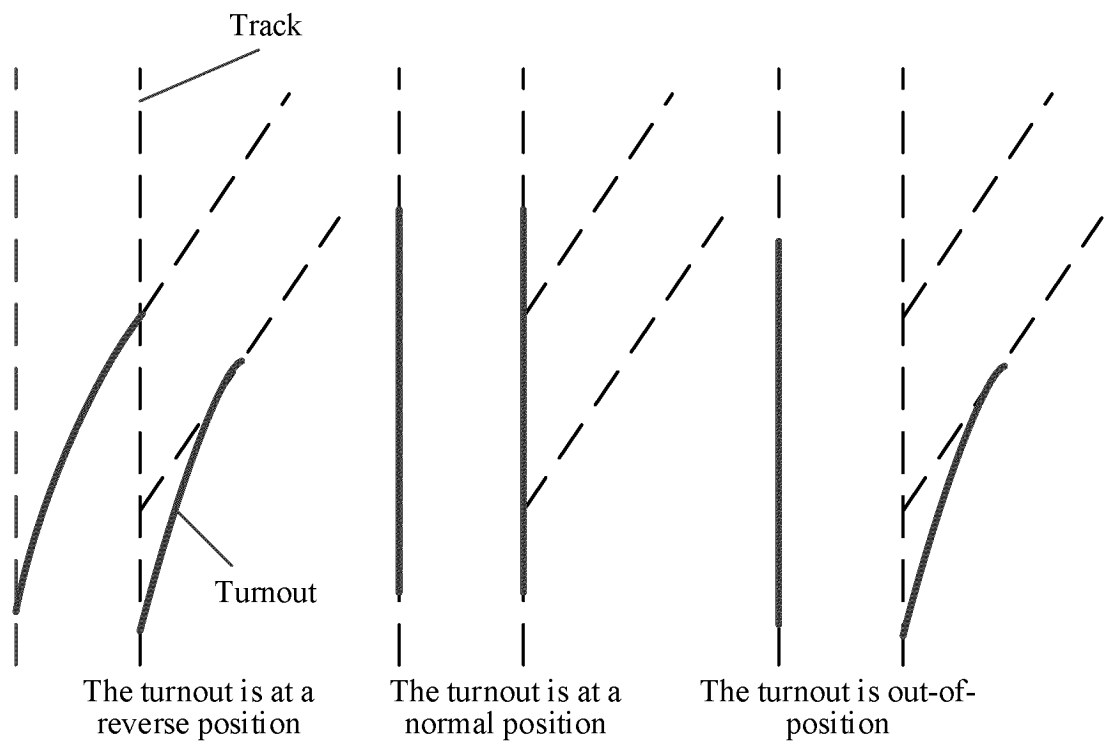 Track
Turnout
The turnout is at a
reverse position
The turnout is at a
normal position
The turnout is out-of-
position